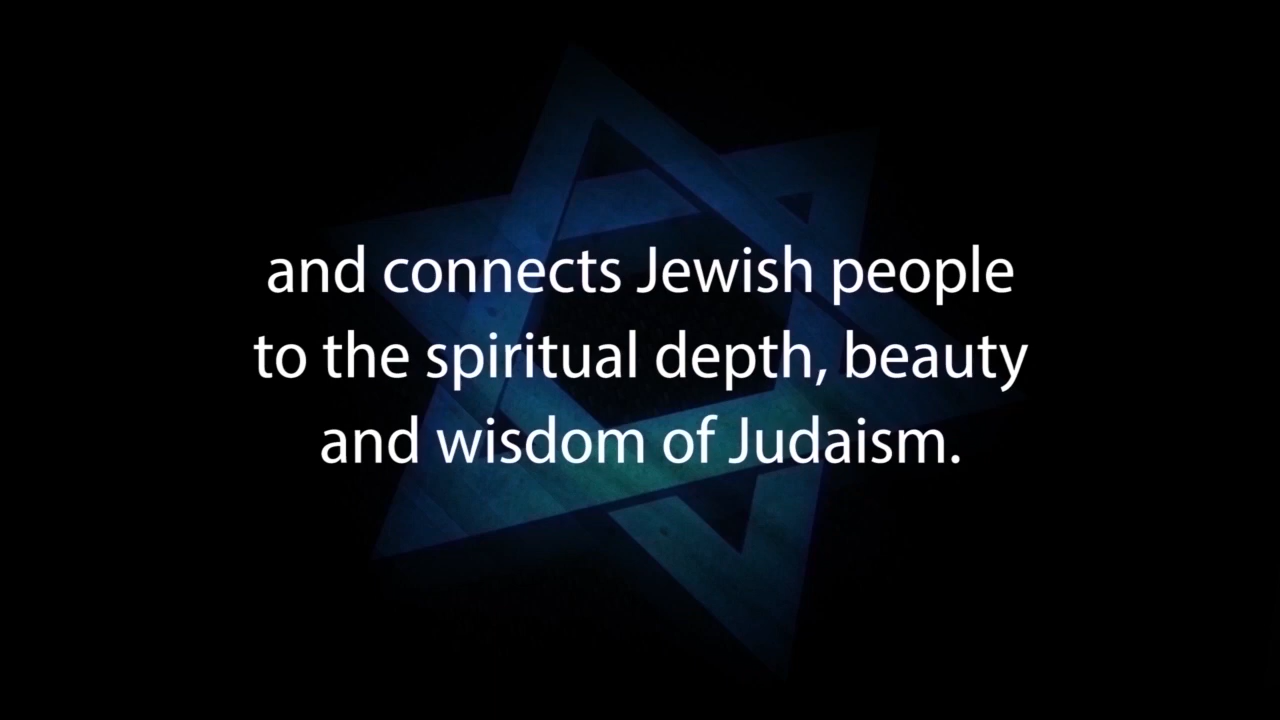 and connects Jewish people
to the spiritual depth, beauty
and wisdom of Judaism.